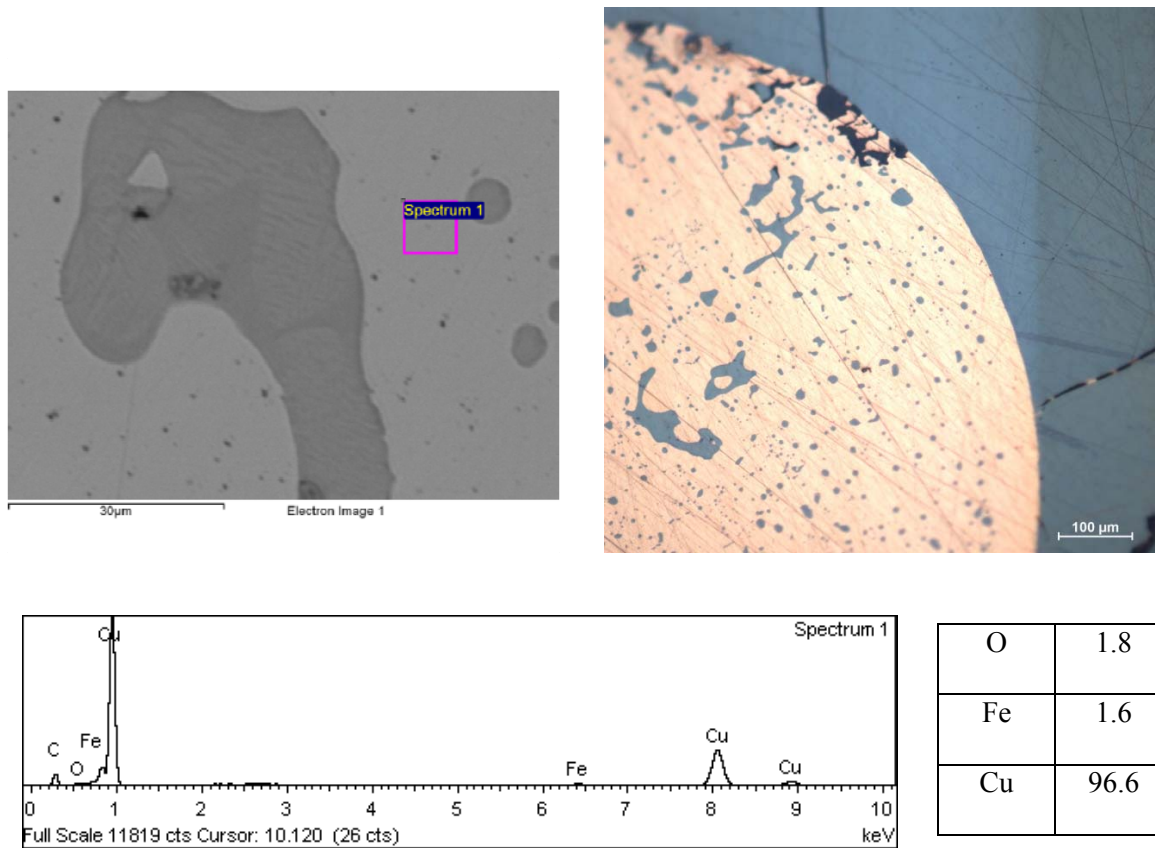 Spectrum 1
30µm
Electron Image 1
100 µm
Spectrum 1
Cu
Fe
C
O
Fe
Cu
Cu
0 1 2 3 4 5 6 7 8 9 10
Full Scale 11819 cts Cursor: 10.120 (26 cts)
keV
O 1.8
Fe 1.6
Cu 96.6